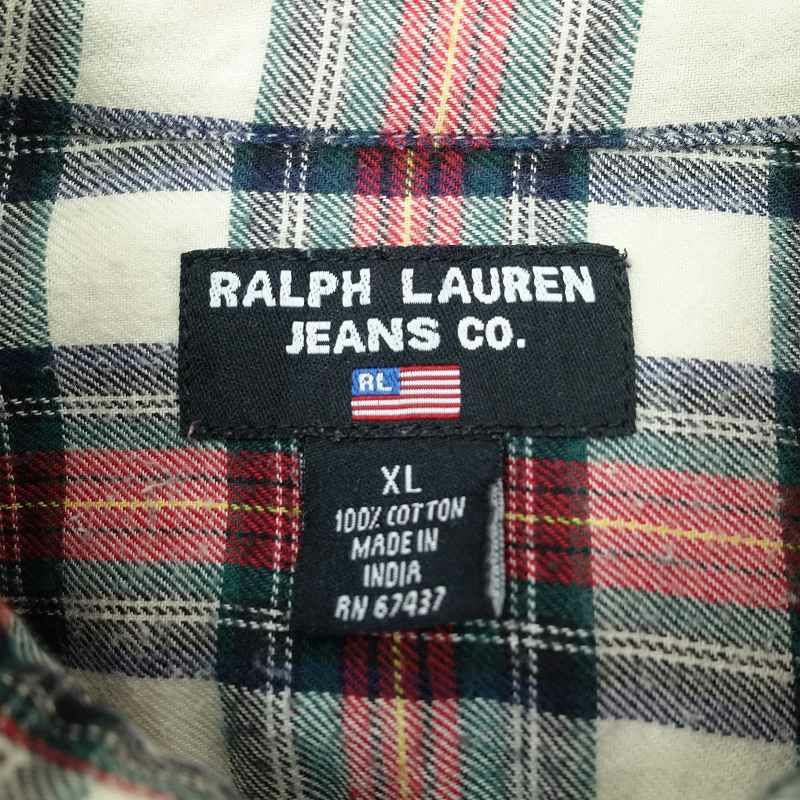 RALPH LAUREN
JEANS CO.
RL
XL
100% COTTON
MADE IN
INDIA
RN 67437